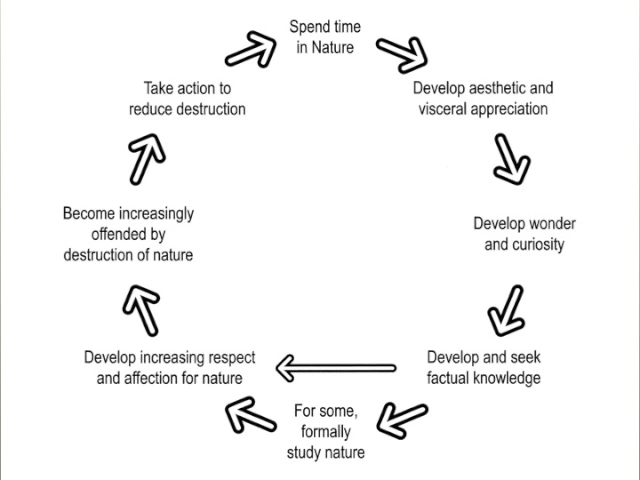 Spend time
in Nature
Develop aesthetic and
visceral appreciation
Develop wonder
and curiosity
Develop and seek
factual knowledge
For some,
formally
study nature
Develop increasing respect
and affection for nature
Become increasingly
offended by
destruction of nature
Take action to
reduce destruction